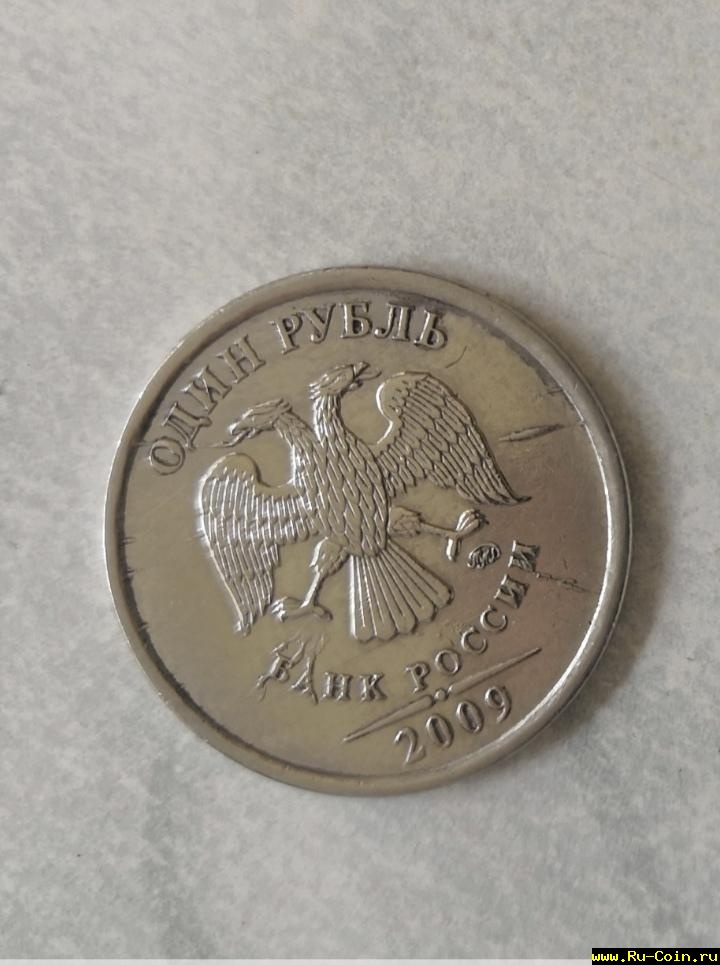 ОДИН РУБЛЬ
БАНК РОССИИ
2009
www.Ru-Coin.ru